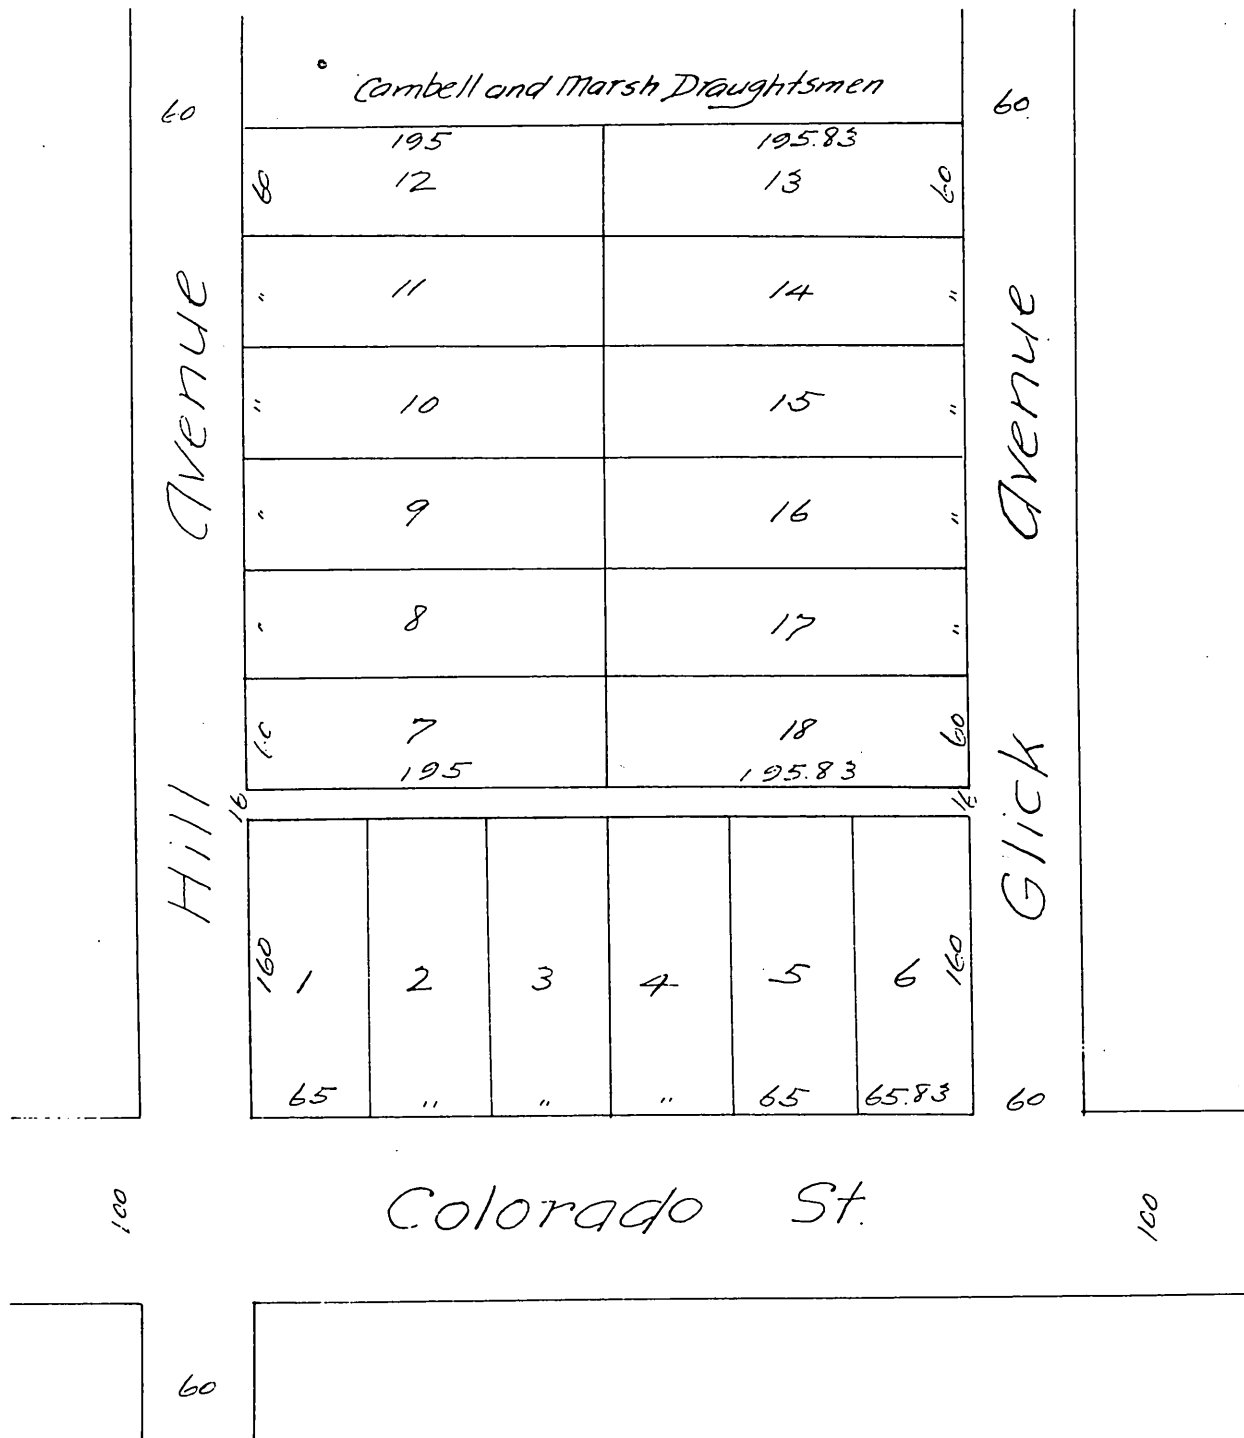 Cambell and Marsh Draughtsmen
60 60
195 195.83
60 12 13 60
" 11 14 "
" 10 15 "
" 9 16 "
" 8 17 "
60 7 18 60
195 195.83
16 16
Hill Avenue
Glick Avenue
160 1 2 3 4 5 6 160
65 " " " 65 65.83 60
100 Colorado St. 100
60